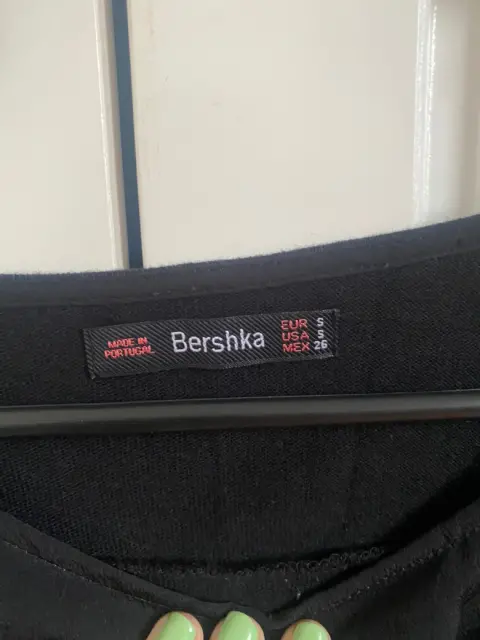 MADE IN
PORTUGAL
Bershka
EUR S
USA S
MEX 26